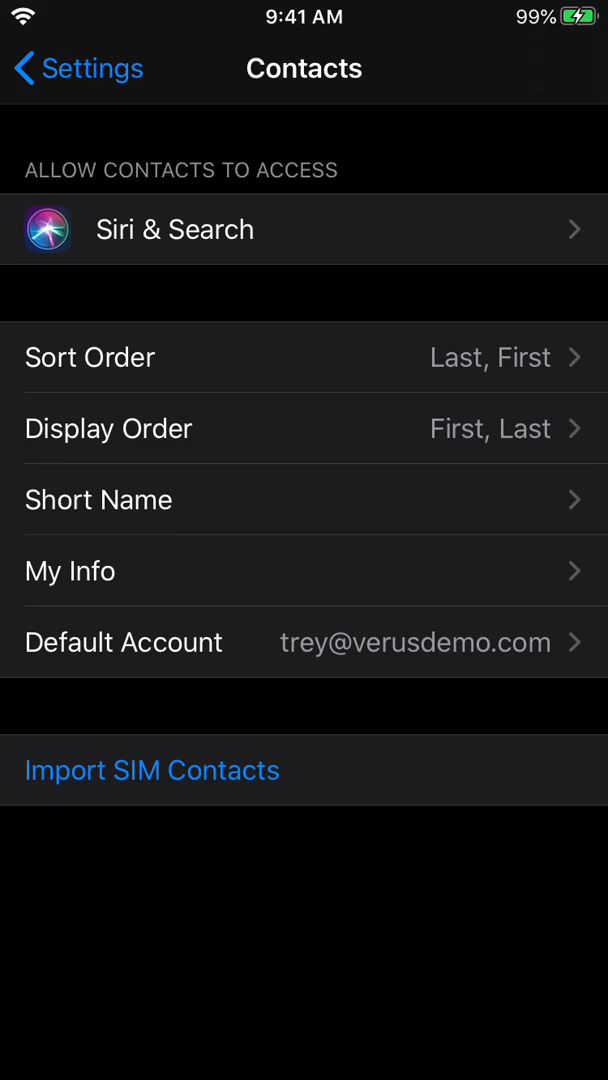 9:41 AM
99%
Settings
Contacts
ALLOW CONTACTS TO ACCESS
Siri & Search
Sort Order Last, First
Display Order First, Last
Short Name
My Info
Default Account trey@verusdemo.com
Import SIM Contacts